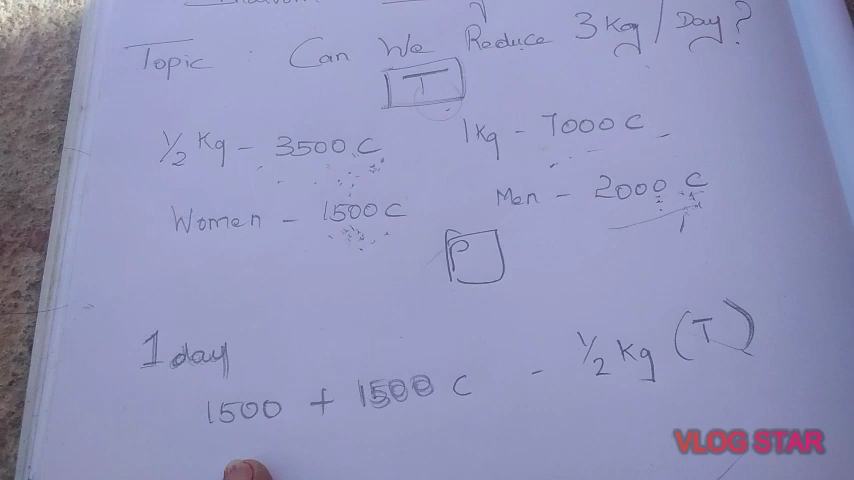 Topic : Can We Reduce 3 Kg / Day?
T
1/2 Kg - 3500 C 1 Kg - 7000 C
Women - 1500 C Men - 2000 C
P
1 day
1500 + 1500 C - 1/2 Kg (T)
VLOG STAR